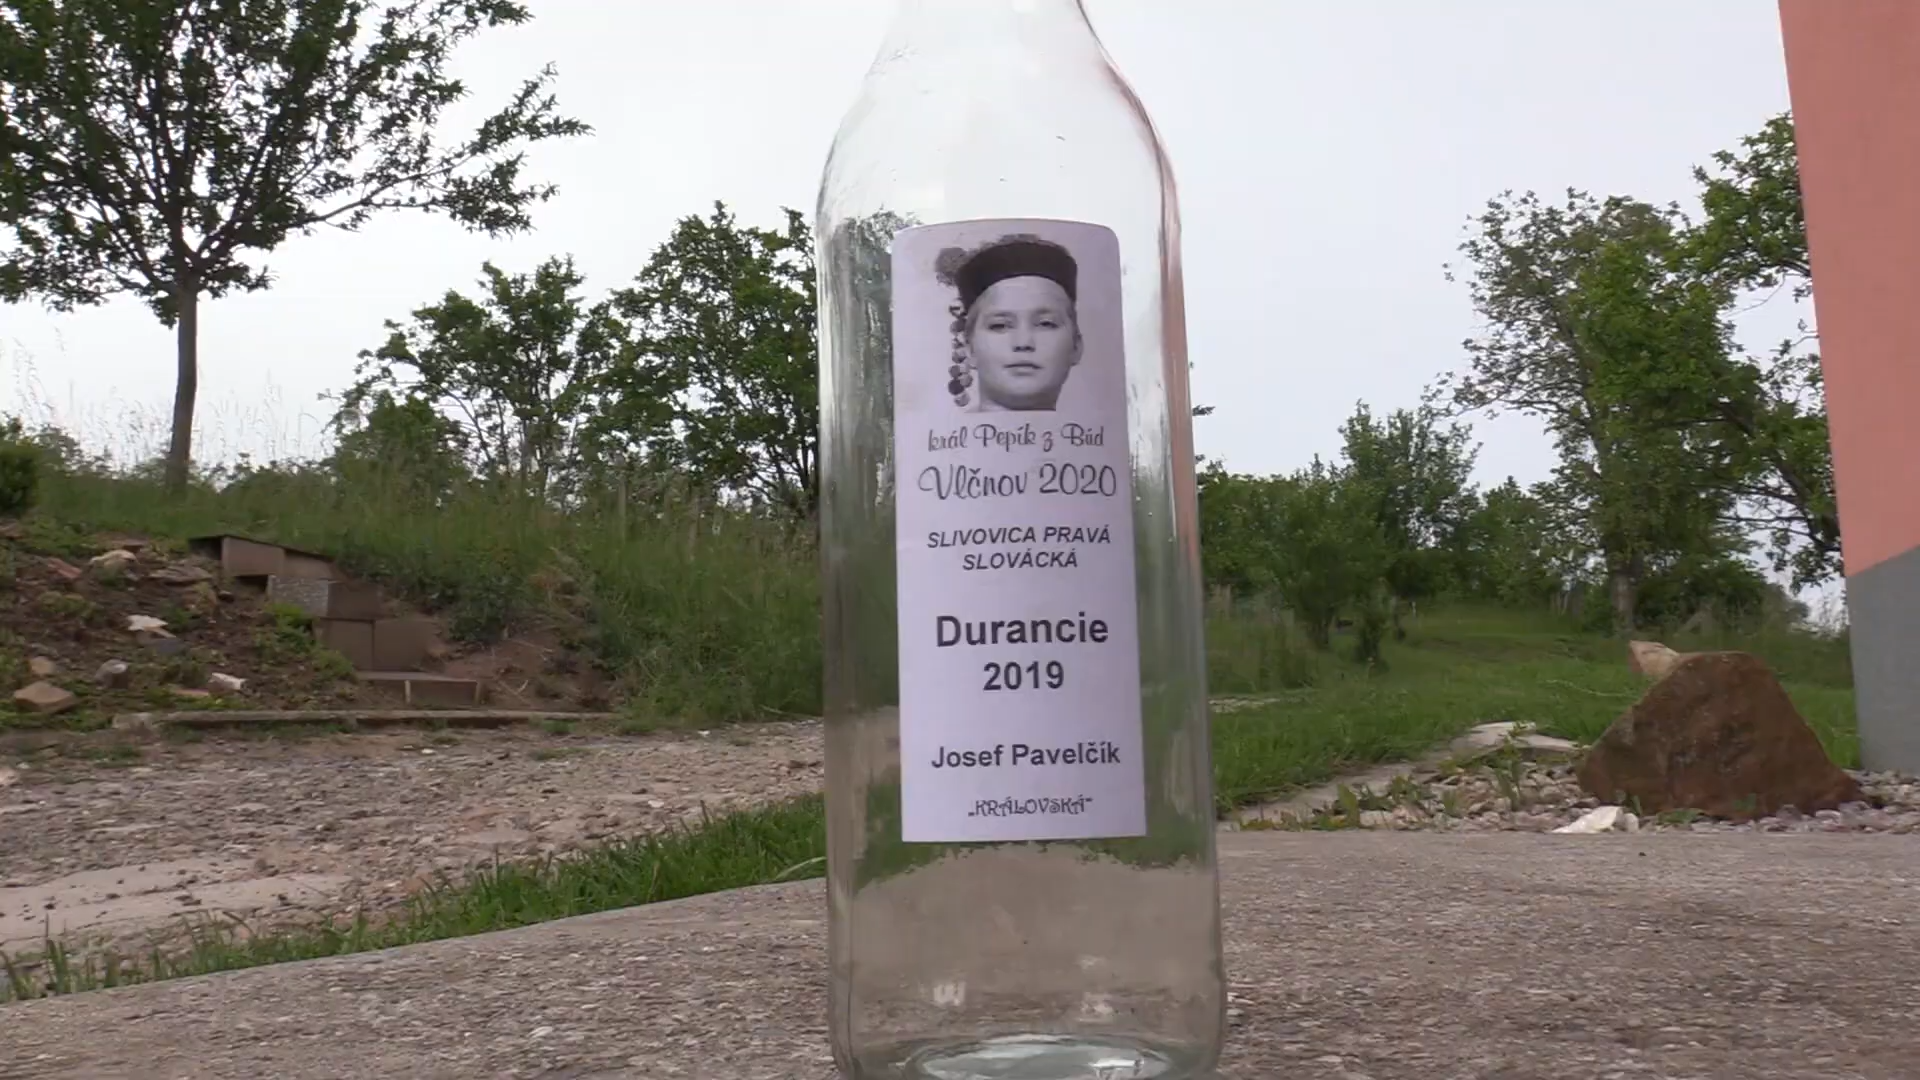 král Pepík z Búd
Vlčnov 2020
SLIVOVICA PRAVÁ
SLOVÁCKÁ
Durancie
2019
Josef Pavelčík
„KRÁLOVSKÁ“